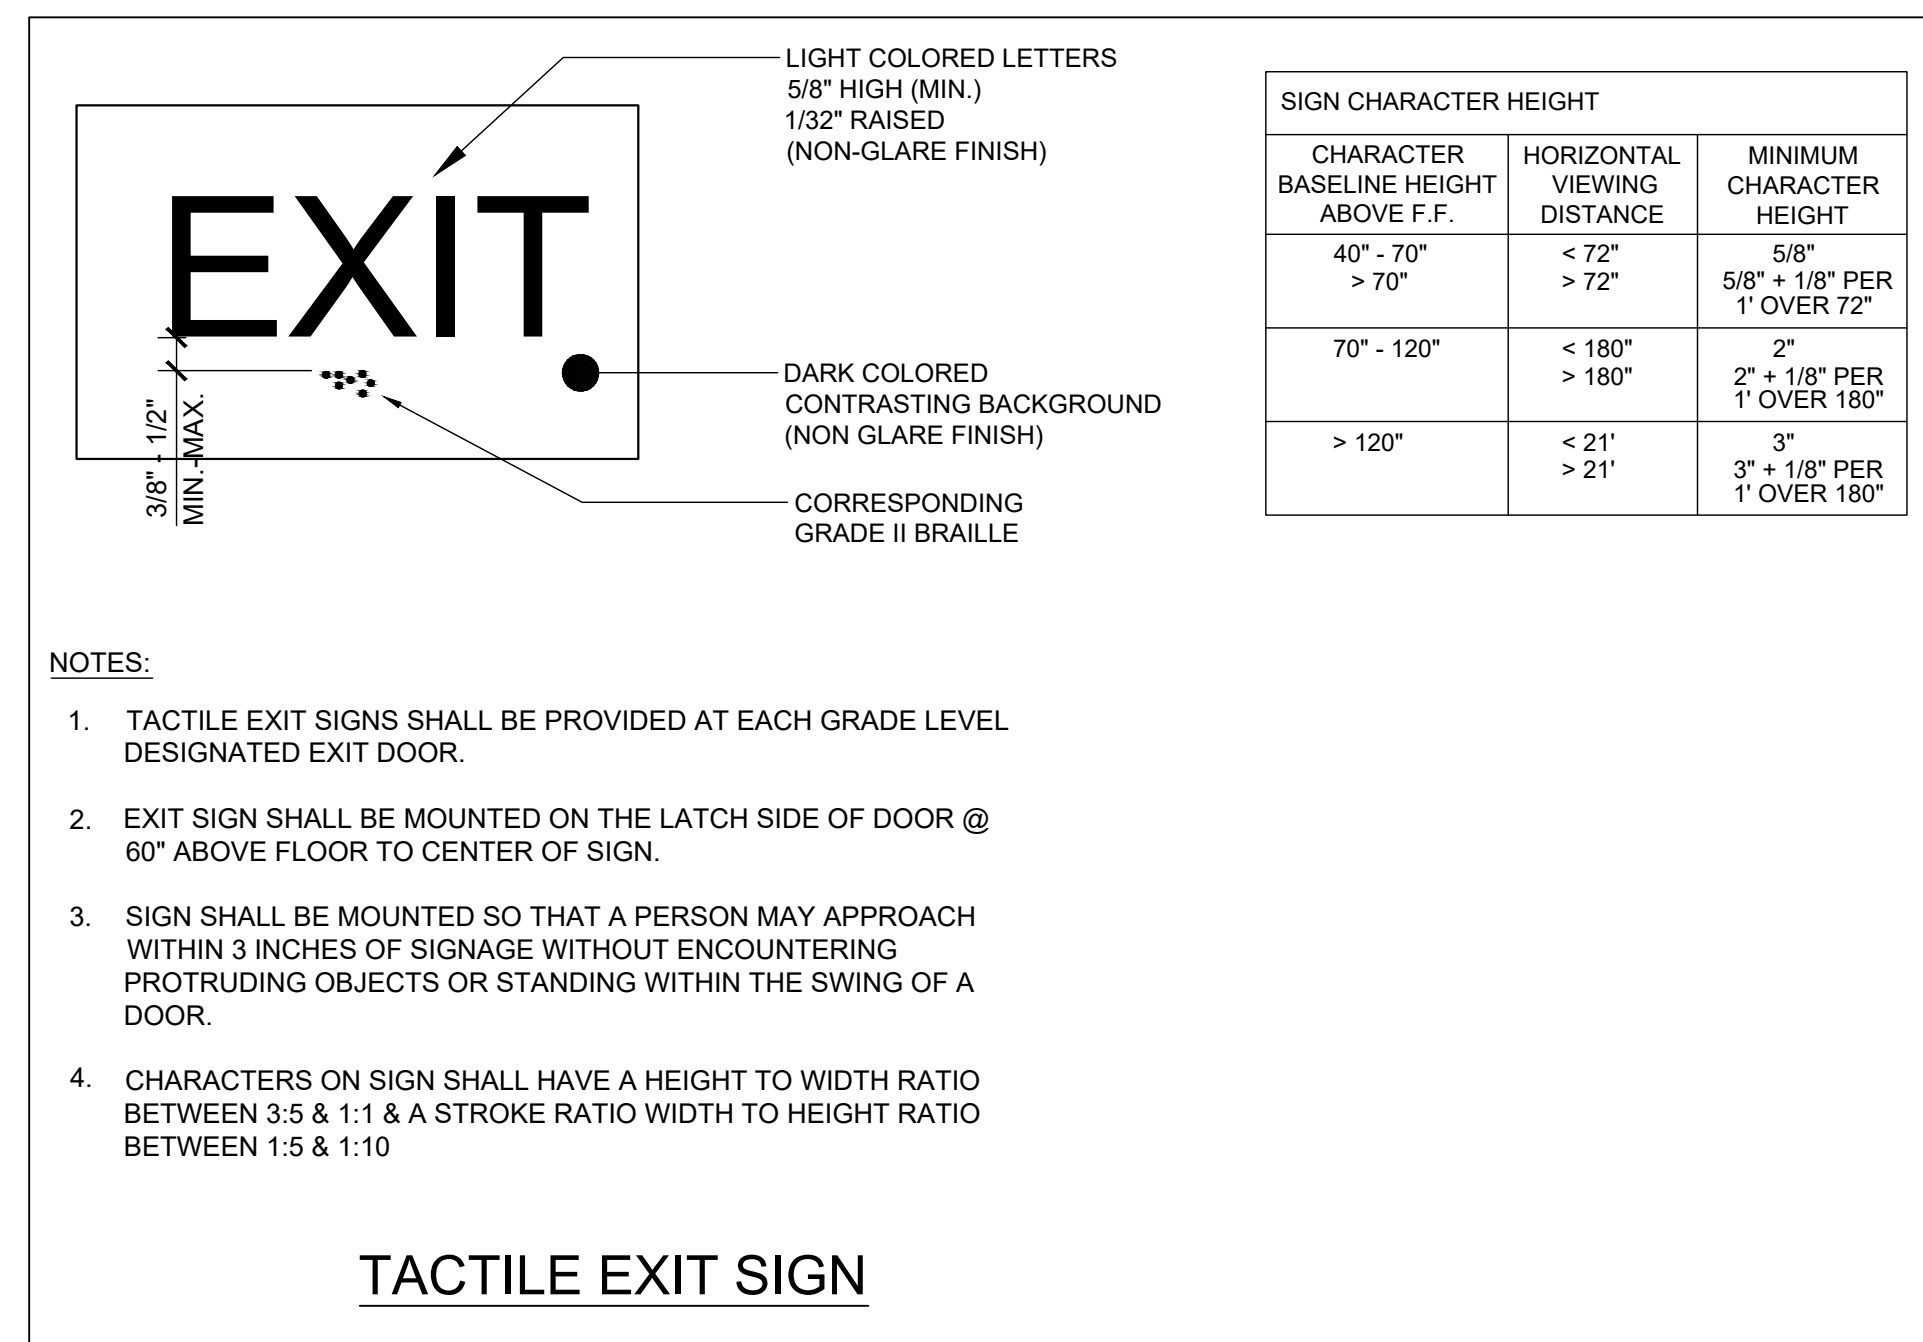 LIGHT COLORED LETTERS
5/8" HIGH (MIN.)
1/32" RAISED
(NON-GLARE FINISH)
EXIT
3/8" - 1/2"
MIN.-MAX.
DARK COLORED
CONTRASTING BACKGROUND
(NON GLARE FINISH)
CORRESPONDING
GRADE II BRAILLE
SIGN CHARACTER HEIGHT
CHARACTER
BASELINE HEIGHT
ABOVE F.F.
HORIZONTAL
VIEWING
DISTANCE
MINIMUM
CHARACTER
HEIGHT
40" - 70"
> 70"
< 72"
> 72"
5/8"
5/8" + 1/8" PER
1' OVER 72"
70" - 120"
< 180"
> 180"
2"
2" + 1/8" PER
1' OVER 180"
> 120"
< 21'
> 21'
3"
3" + 1/8" PER
1' OVER 180"
NOTES:
1. TACTILE EXIT SIGNS SHALL BE PROVIDED AT EACH GRADE LEVEL
DESIGNATED EXIT DOOR.
2. EXIT SIGN SHALL BE MOUNTED ON THE LATCH SIDE OF DOOR @
60" ABOVE FLOOR TO CENTER OF SIGN.
3. SIGN SHALL BE MOUNTED SO THAT A PERSON MAY APPROACH
WITHIN 3 INCHES OF SIGNAGE WITHOUT ENCOUNTERING
PROTRUDING OBJECTS OR STANDING WITHIN THE SWING OF A
DOOR.
4. CHARACTERS ON SIGN SHALL HAVE A HEIGHT TO WIDTH RATIO
BETWEEN 3:5 & 1:1 & A STROKE RATIO WIDTH TO HEIGHT RATIO
BETWEEN 1:5 & 1:10
TACTILE EXIT SIGN